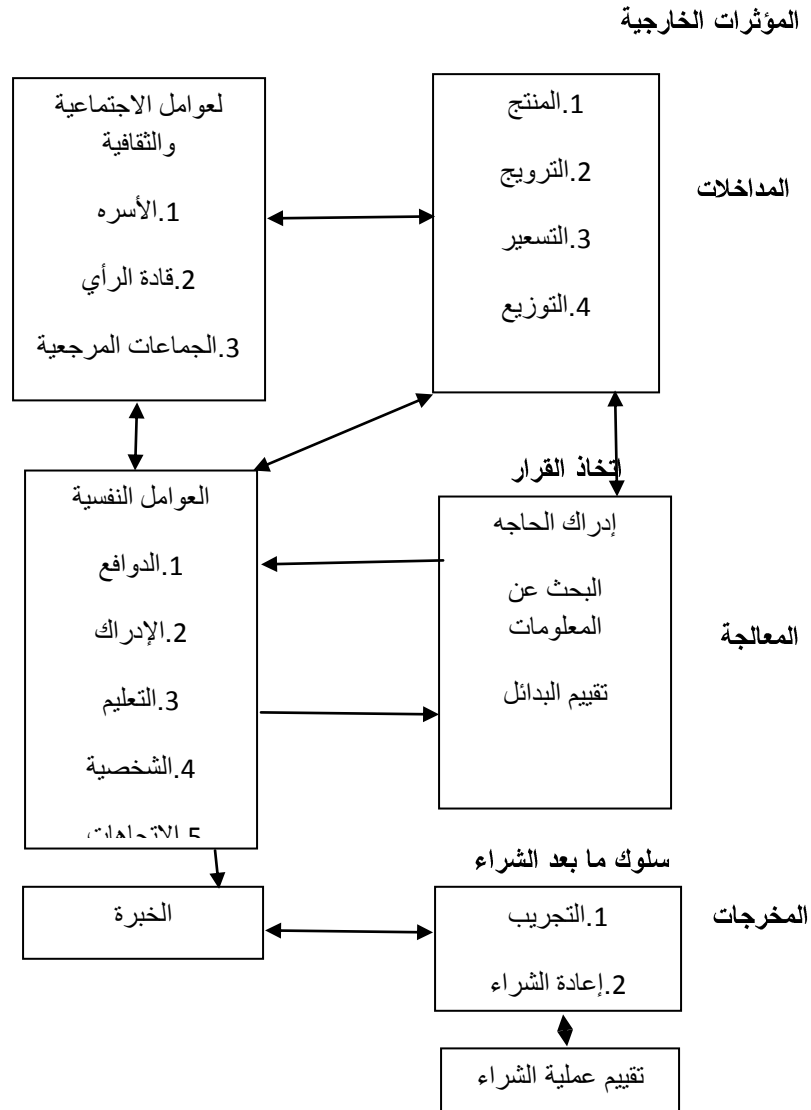 المؤثرات الخارجية
1.المنتج
2.الترويج
3.التسعير
4.التوزيع
لعوامل الاجتماعية
والثقافية
1.الأسره
2.قادة الرأي
3.الجماعات المرجعية
المداخلات
اتخاذ القرار
إدراك الحاجه
البحث عن
المعلومات
تقييم البدائل
العوامل النفسية
1.الدوافع
2.الإدراك
3.التعليم
4.الشخصية
5.الاتجاهات
المعالجة
سلوك ما بعد الشراء
1.التجريب
2.إعادة الشراء
الخبرة
المخرجات
تقييم عملية الشراء